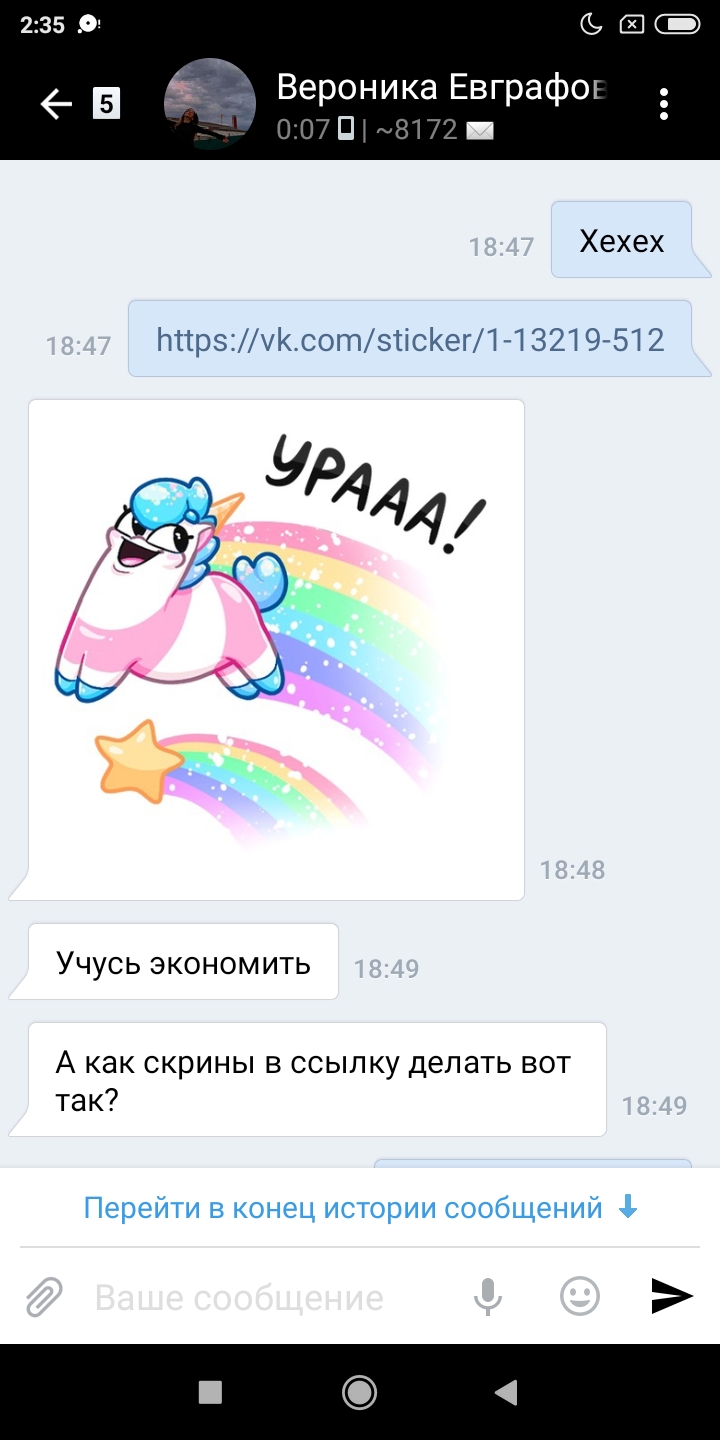 2:35
5
Вероника Евграфов
0:07 | ~8172
Хехех
18:47
https://vk.com/sticker/1-13219-512
18:47
УРААА!
18:48
Учусь экономить
18:49
А как скрины в ссылку делать вот
так?
18:49
Перейти в конец истории сообщений
Ваше сообщение